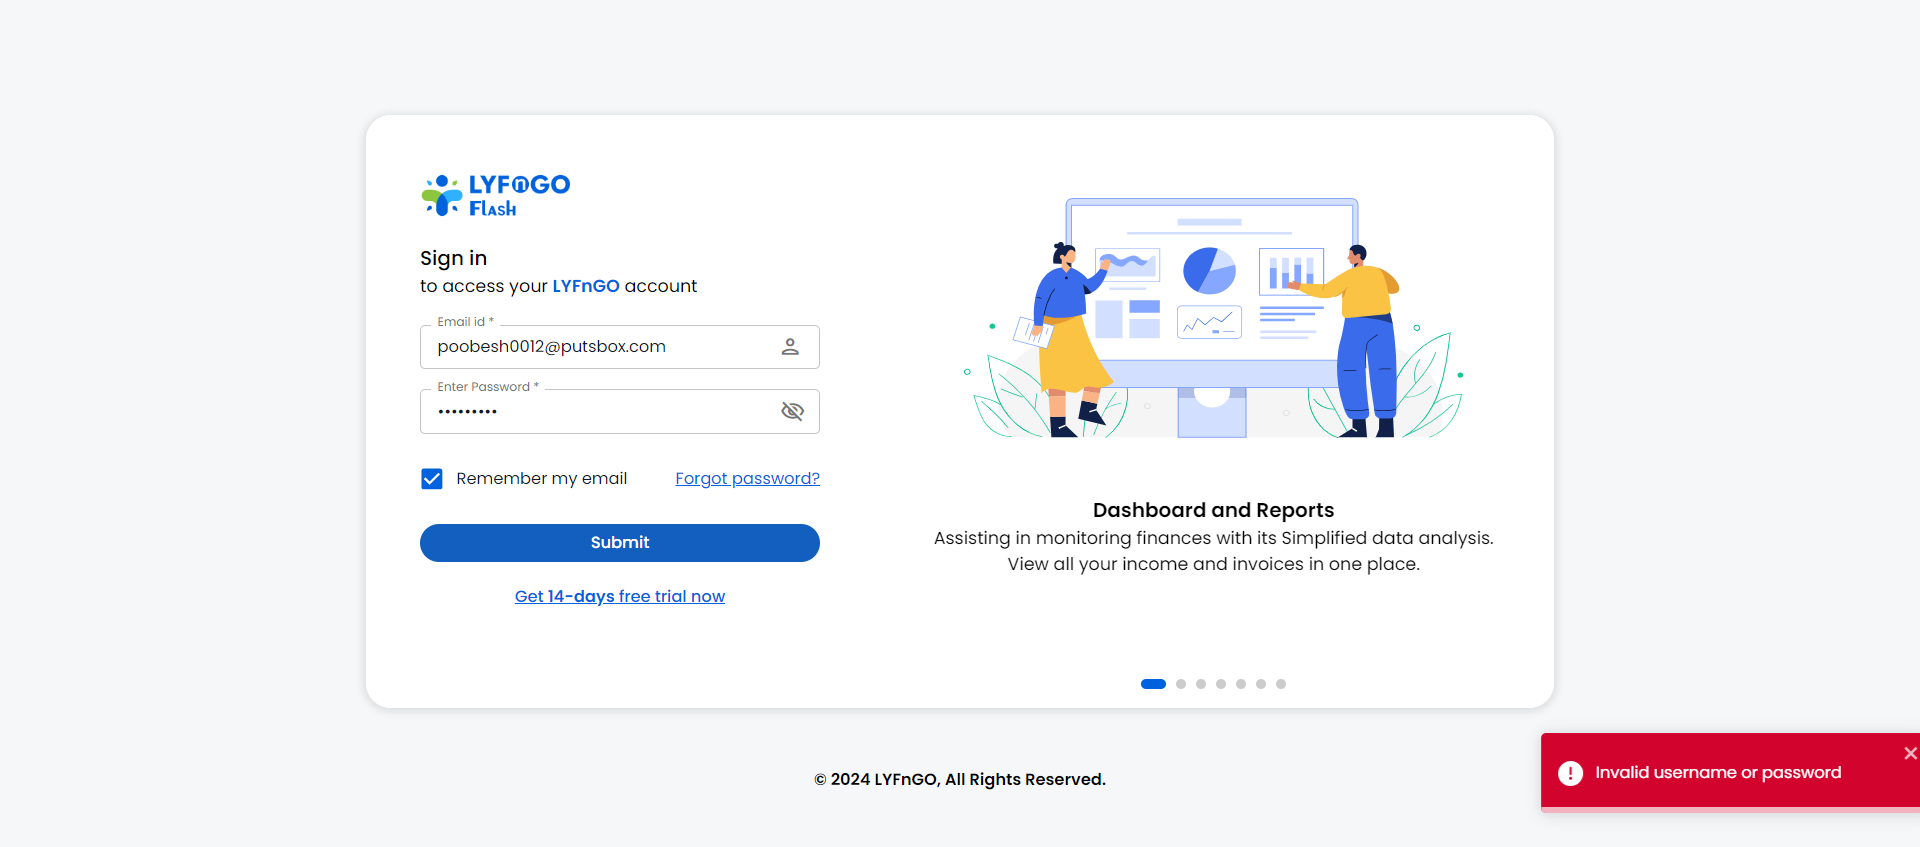 LYFnGO
Flash
Sign in
to access your LYFnGO account
Email id *
poobesh0012@putsbox.com
Enter Password *
•••••••••
Remember my email
Forgot password?
Submit
Get 14-days free trial now
Dashboard and Reports
Assisting in monitoring finances with its Simplified data analysis.
View all your income and invoices in one place.
© 2024 LYFnGO, All Rights Reserved.
Invalid username or password